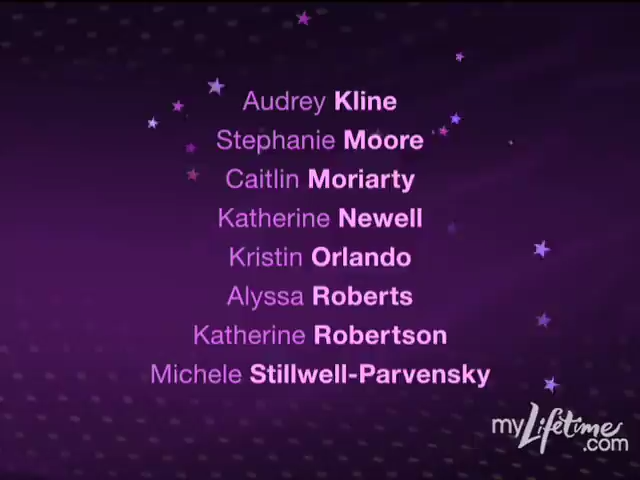 Audrey Kline
Stephanie Moore
Caitlin Moriarty
Katherine Newell
Kristin Orlando
Alyssa Roberts
Katherine Robertson
Michele Stillwell-Parvensky
myLifetime.com